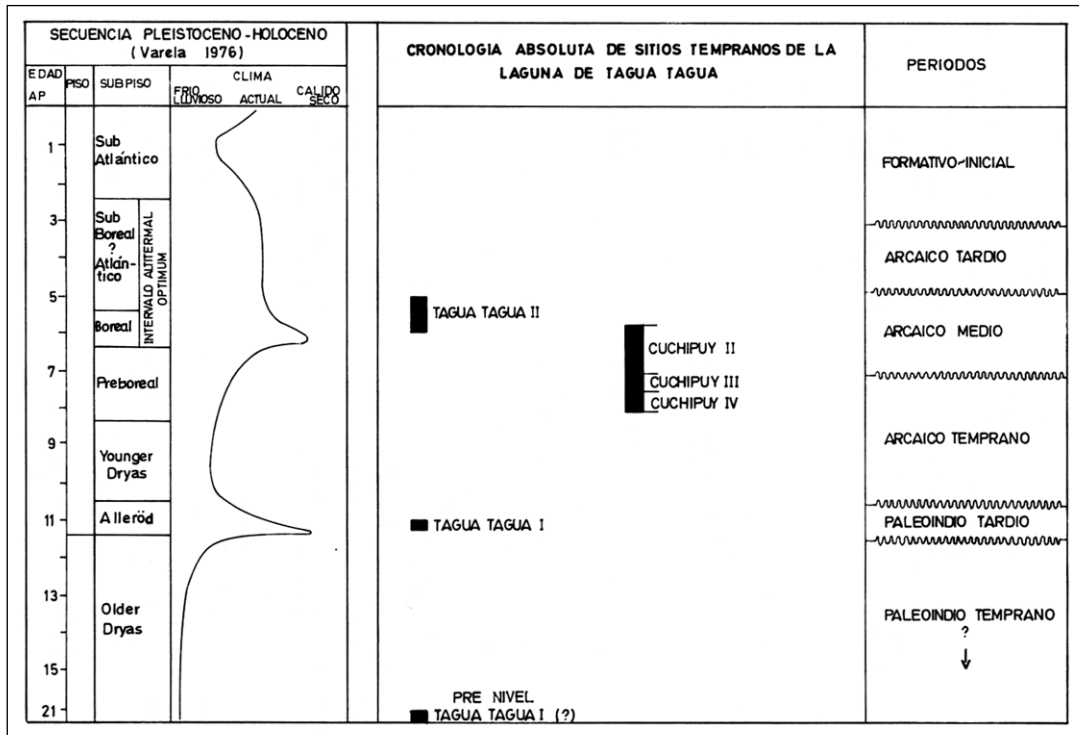 SECUENCIA PLEISTOCENO-HOLOCENO
(Varela 1976)
EDAD AP
PISO
SUBPISO
CLIMA
FRIO LLUVIOSO
ACTUAL
CALIDO SECO
1
3
5
7
9
11
13
15
21
Sub
Atlántico
Sub
Boreal
?
Atlán-
tico
INTERVALO ALTITERMAL
OPTIMUM
Boreal
Preboreal
Younger
Dryas
Alleröd
Older
Dryas
CRONOLOGIA ABSOLUTA DE SITIOS TEMPRANOS DE LA
LAGUNA DE TAGUA TAGUA
TAGUA TAGUA II
CUCHIPUY II
CUCHIPUY III
CUCHIPUY IV
TAGUA TAGUA I
PRE NIVEL
TAGUA TAGUA I (?)
PERIODOS
FORMATIVO-INICIAL
ARCAICO TARDIO
ARCAICO MEDIO
ARCAICO TEMPRANO
PALEOINDIO TARDIO
PALEOINDIO TEMPRANO
?